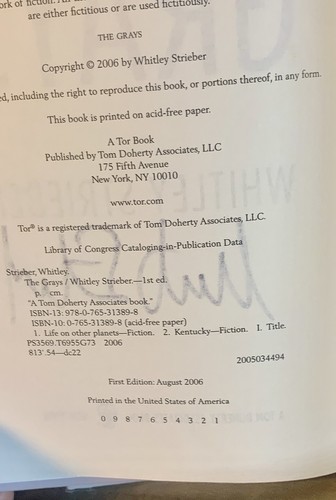 are either fictitious or are used fictitiously.
THE GRAYS
Copyright © 2006 by Whitley Strieber
including the right to reproduce this book, or portions thereof, in any form.
This book is printed on acid-free paper.
A Tor Book
Published by Tom Doherty Associates, LLC
175 Fifth Avenue
New York, NY 10010
www.tor.com
Tor® is a registered trademark of Tom Doherty Associates, LLC.
Library of Congress Cataloging-in-Publication Data
Strieber, Whitley.
The Grays / Whitley Strieber.—1st ed.
p. cm.
"A Tom Doherty Associates book."
ISBN-13: 978-0-765-31389-8
ISBN-10: 0-765-31389-8 (acid-free paper)
1. Life on other planets—Fiction. 2. Kentucky—Fiction. I. Title.
PS3569.T6955G73 2006
813'.54—dc22
2005034494
First Edition: August 2006
Printed in the United States of America
0 9 8 7 6 5 4 3 2 1